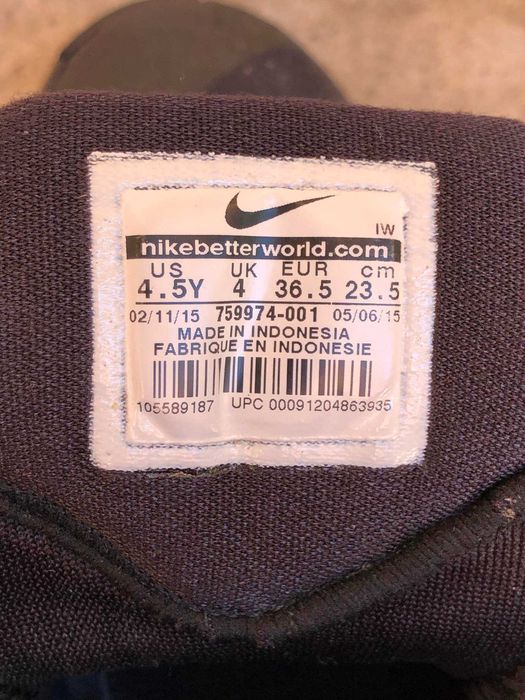 IW
nikebetterworld.com
US UK EUR cm
4.5Y 4 36.5 23.5
02/11/15 759974-001 05/06/15
MADE IN INDONESIA
FABRIQUE EN INDONESIE
105589187 UPC 00091204863935